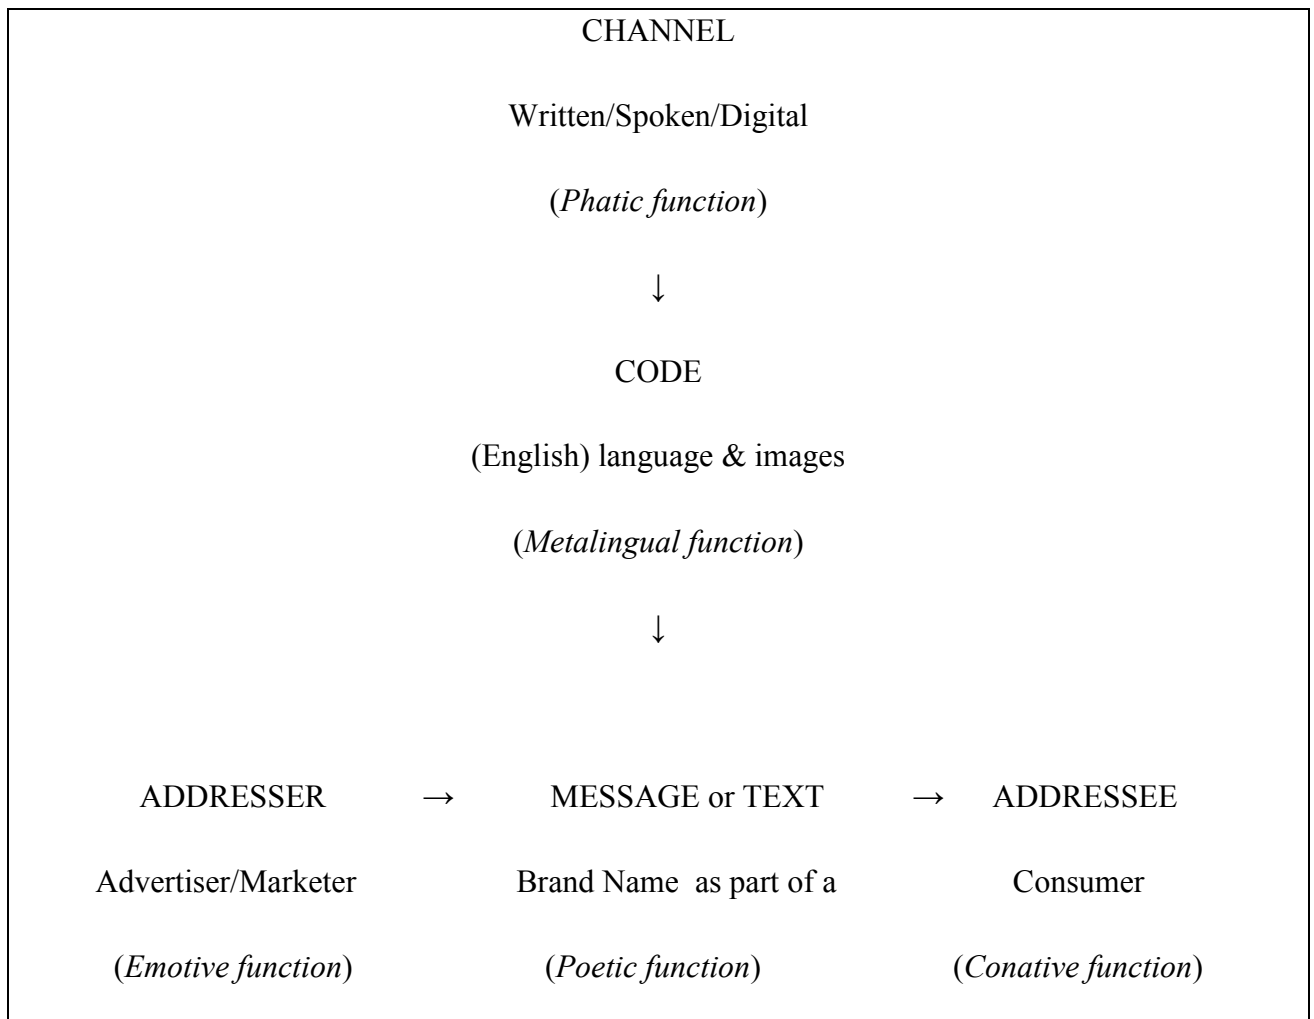 CHANNEL
Written/Spoken/Digital
(Phatic function)
↓
CODE
(English) language & images
(Metalingual function)
↓
ADDRESSER → MESSAGE or TEXT → ADDRESSEE
Advertiser/Marketer Brand Name as part of a Consumer
(Emotive function) (Poetic function) (Conative function)